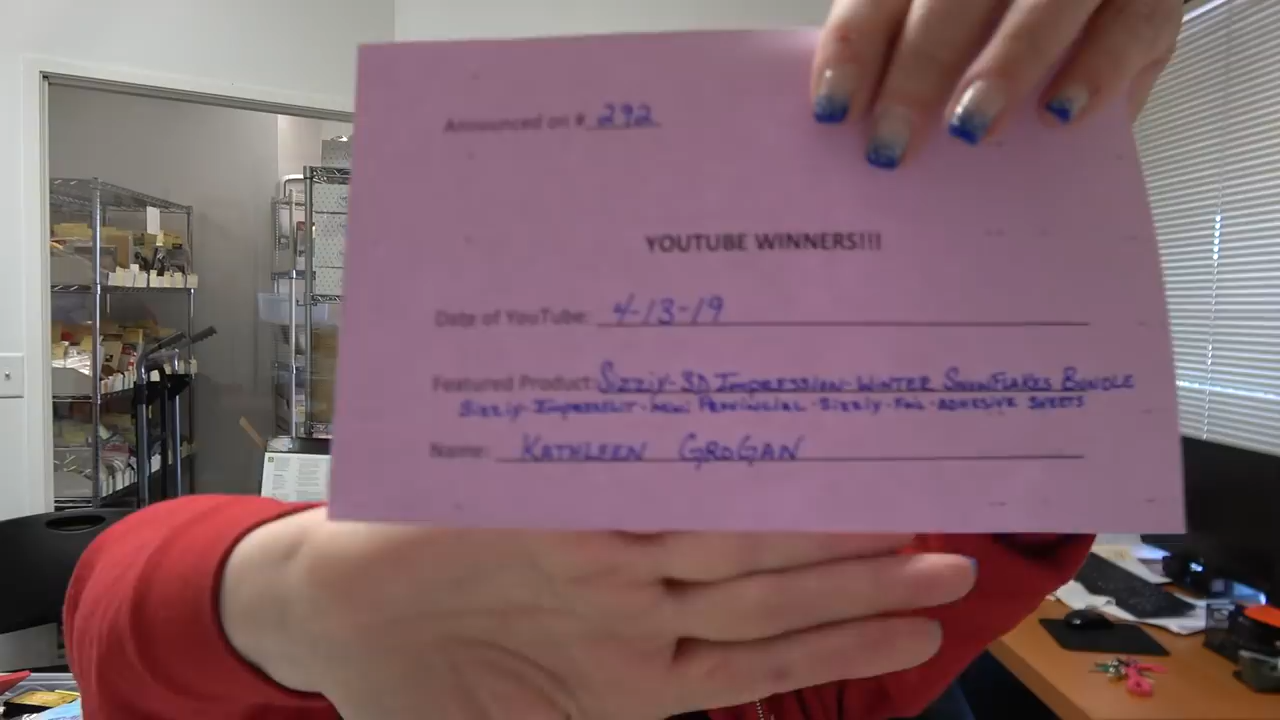 Announced on # 292
YOUTUBE WINNERS!!!
Date of YouTube: 4-13-19
Featured Product: Sizzix-3D Impression-Winter Snowflakes Bundle
Sizzix- -New Provincial-Sizzix-Foil-Adhesive Sheets
Name: Kathleen Grogan